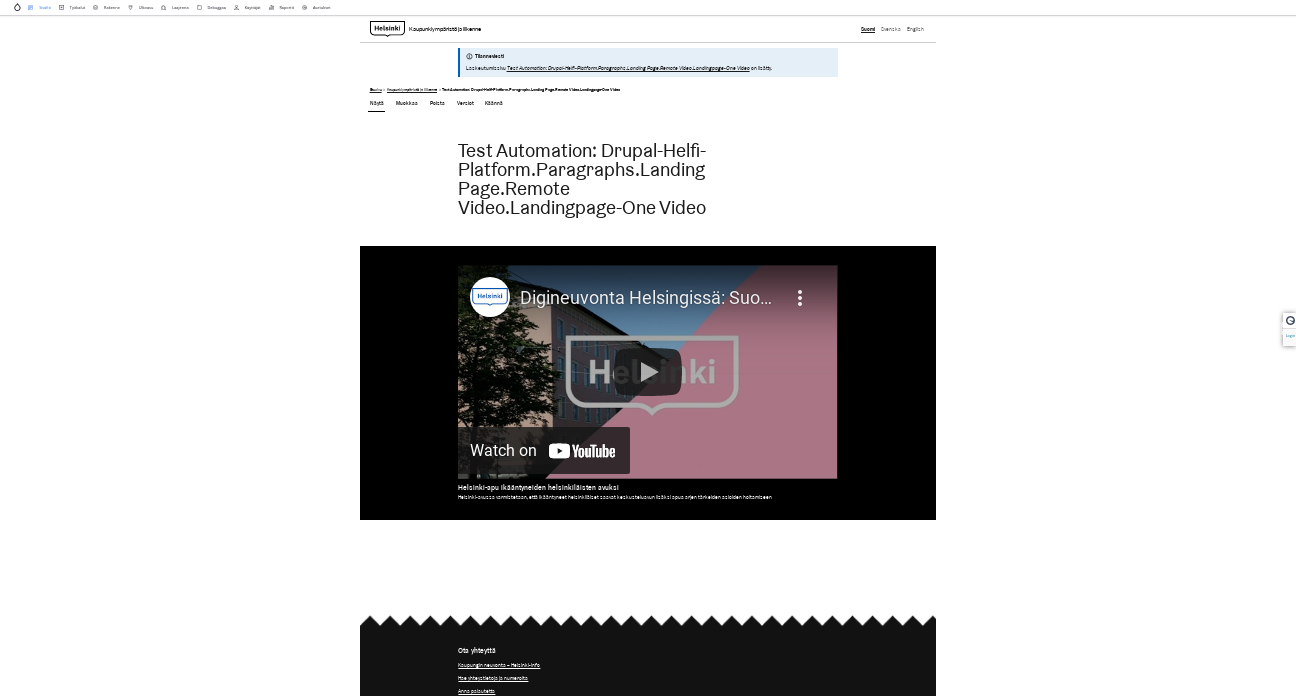 Sisältö Työkalut Rakenne Ulkoasu Laajenna Debuggaa Käyttäjät Raportit Asetukset
Helsinki Kaupunkiympäristö ja liikenne Suomi Svenska English
Tilanneviesti
Laskeutumissivu Test Automation: Drupal-Helfi-Platform.Paragraphs.Landing Page.Remote Video.Landingpage-One Video on lisätty.
Etusivu > Kaupunkiympäristö ja liikenne > Test Automation: Drupal-Helfi-Platform.Paragraphs.Landing Page.Remote Video.Landingpage-One Video
Näytä Muokkaa Poista Versiot Käännä
Test Automation: Drupal-Helfi-
Platform.Paragraphs.Landing
Page.Remote
Video.Landingpage-One Video
Helsinki Digineuvonta Helsingissä: Suo...
Helsinki
Login
Watch on YouTube
Helsinki-apu ikääntyneiden helsinkiläisten avuksi
Helsinki-avussa varmistetaan, että ikääntyneet helsinkiläiset saavat keskusteluavun lisäksi apua arjen tärkeiden asioiden hoitamiseen
Ota yhteyttä
Kaupungin neuvonta – Helsinki-info
Hae yhteystietoja ja numeroita
Anna palautetta